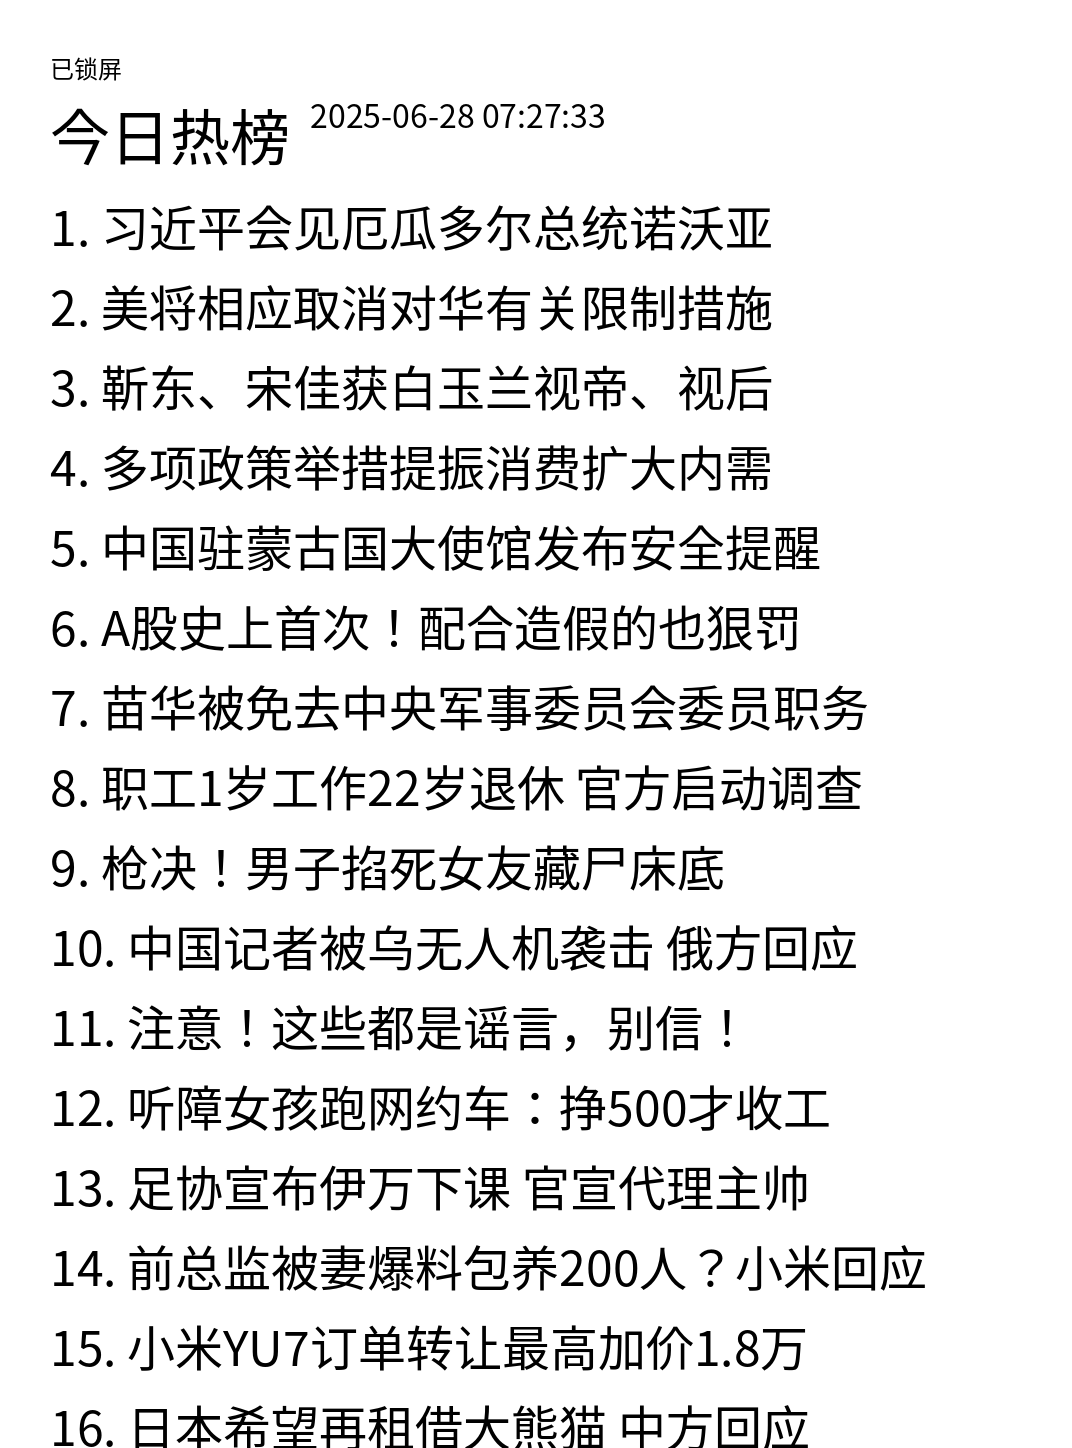 已锁屏
今日热榜 2025-06-28 07:27:33
1. 习近平会见厄瓜多尔总统诺沃亚
2. 美将相应取消对华有关限制措施
3. 靳东、宋佳获白玉兰视帝、视后
4. 多项政策举措提振消费扩大内需
5. 中国驻蒙古国大使馆发布安全提醒
6. A股史上首次！配合造假的也狠罚
7. 苗华被免去中央军事委员会委员职务
8. 职工1岁工作22岁退休 官方启动调查
9. 枪决！男子掐死女友藏尸床底
10. 中国记者被乌无人机袭击 俄方回应
11. 注意！这些都是谣言，别信！
12. 听障女孩跑网约车：挣500才收工
13. 足协宣布伊万下课 官宣代理主帅
14. 前总监被妻爆料包养200人？小米回应
15. 小米YU7订单转让最高加价1.8万
16. 日本希望再租借大熊猫 中方回应